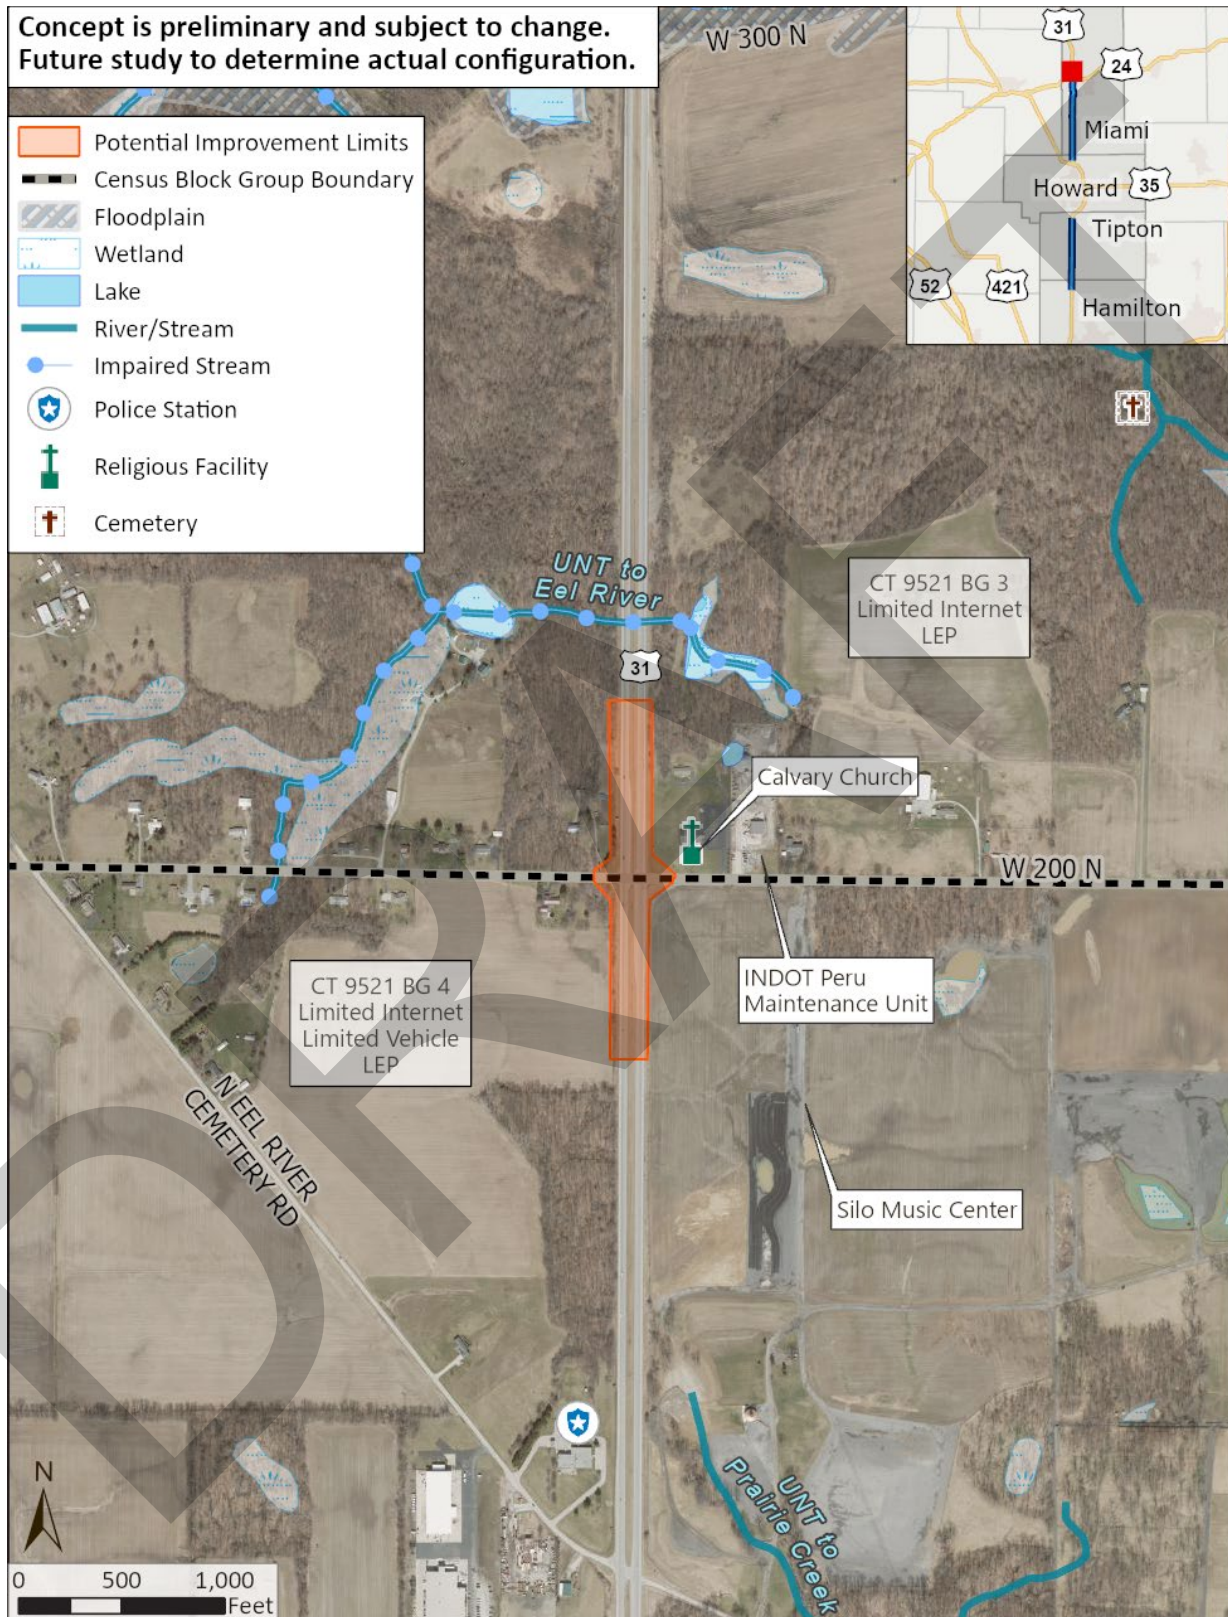 Concept is preliminary and subject to change.
Future study to determine actual configuration.
Potential Improvement Limits
Census Block Group Boundary
Floodplain
Wetland
Lake
River/Stream
Impaired Stream
Police Station
Religious Facility
Cemetery
W 300 N
31
24
Miami
Howard
35
Tipton
52
421
Hamilton
UNT to
Eel River
31
CT 9521 BG 3
Limited Internet
LEP
Calvary Church
W 200 N
INDOT Peru
Maintenance Unit
CT 9521 BG 4
Limited Internet
Limited Vehicle
LEP
N EEL RIVER
CEMETERY RD
Silo Music Center
UNT to
Prairie Creek
N
0 500 1,000
Feet
DRAFT